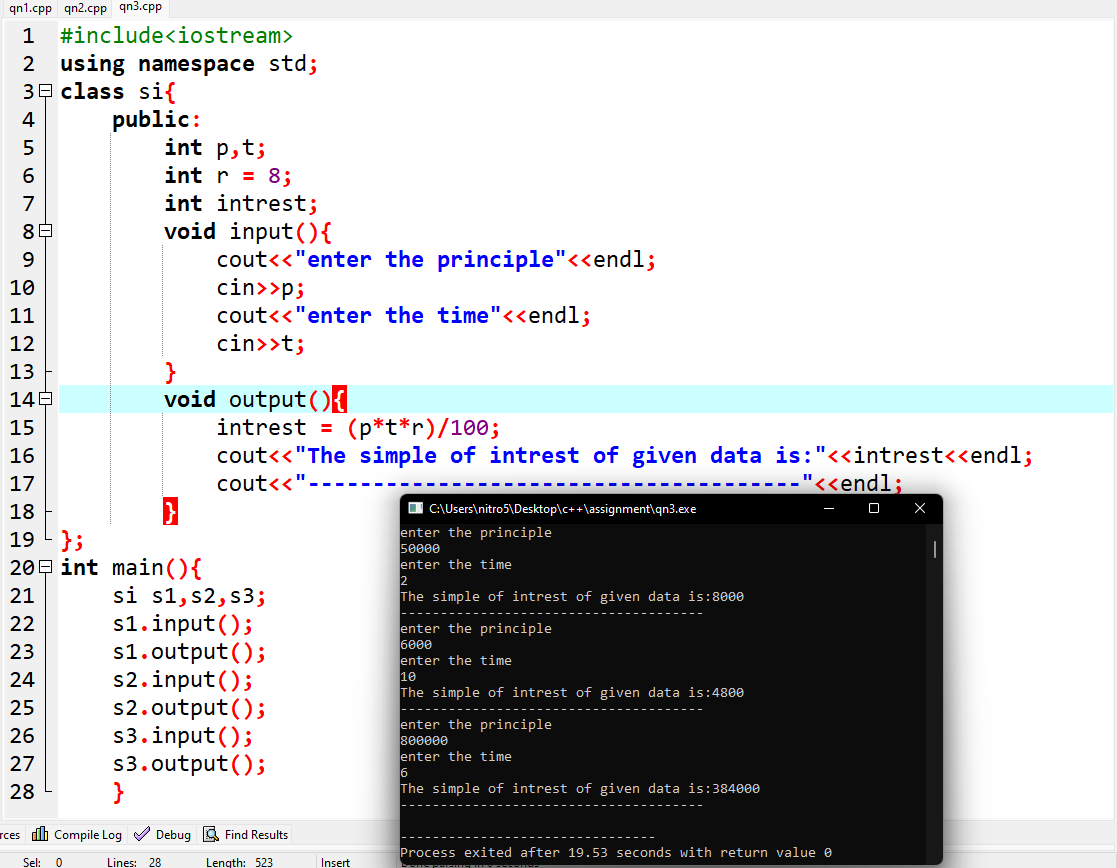 qn1.cpp qn2.cpp qn3.cpp
1 #include<iostream>
2 using namespace std;
3 class si{
4 public:
5 int p,t;
6 int r = 8;
7 int intrest;
8 void input(){
9 cout<<"enter the principle"<<endl;
10 cin>>p;
11 cout<<"enter the time"<<endl;
12 cin>>t;
13 }
14 void output(){
15 intrest = (p*t*r)/100;
16 cout<<"The simple of intrest of given data is:"<<intrest<<endl;
17 cout<<"--------------------------------------"<<endl;
18 }
19 };
20 int main(){
21 si s1,s2,s3;
22 s1.input();
23 s1.output();
24 s2.input();
25 s2.output();
26 s3.input();
27 s3.output();
28 }
C:\Users\nitro5\Desktop\c++\assignment\qn3.exe
enter the principle
50000
enter the time
2
The simple of intrest of given data is:8000
--------------------------------------
enter the principle
6000
enter the time
10
The simple of intrest of given data is:4800
--------------------------------------
enter the principle
800000
enter the time
6
The simple of intrest of given data is:384000
--------------------------------------
--------------------------------
Process exited after 19.53 seconds with return value 0
rces Compile Log Debug Find Results
Sel: 0 Lines: 28 Length: 523 Insert